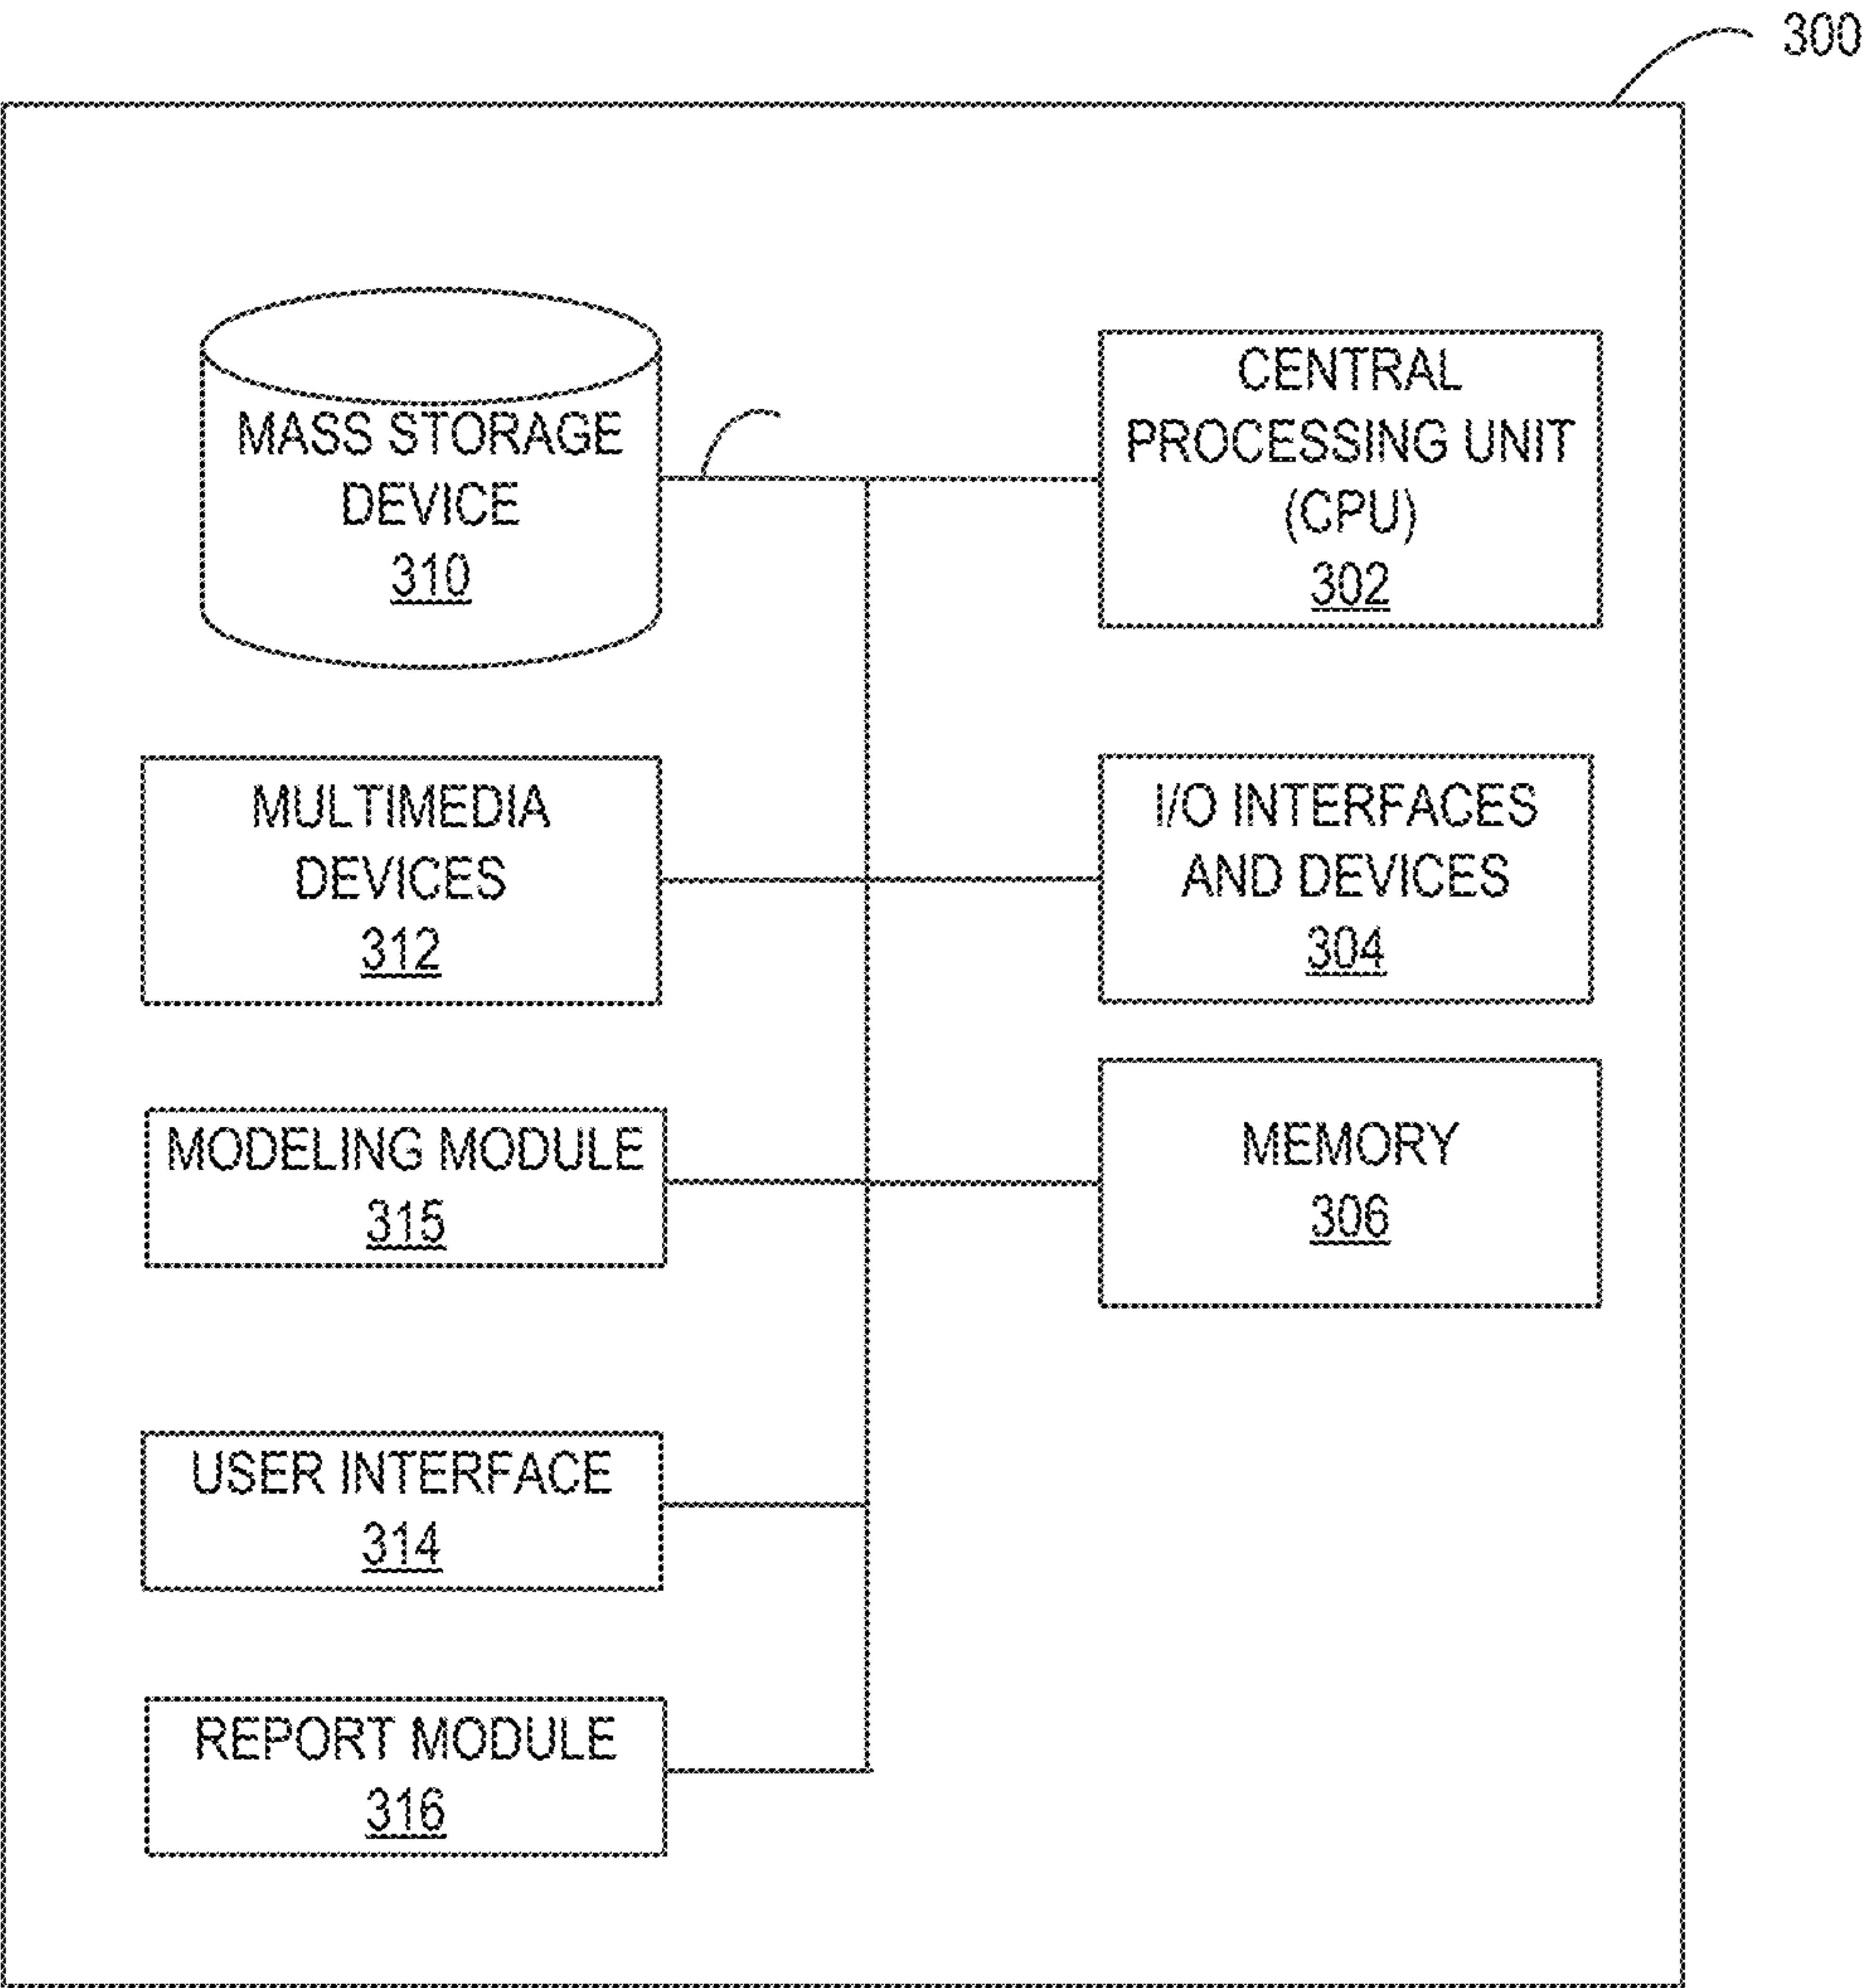 300
MASS STORAGE
DEVICE
310
CENTRAL
PROCESSING UNIT
(CPU)
302
MULTIMEDIA
DEVICES
312
I/O INTERFACES
AND DEVICES
304
MODELING MODULE
315
MEMORY
306
USER INTERFACE
314
REPORT MODULE
316